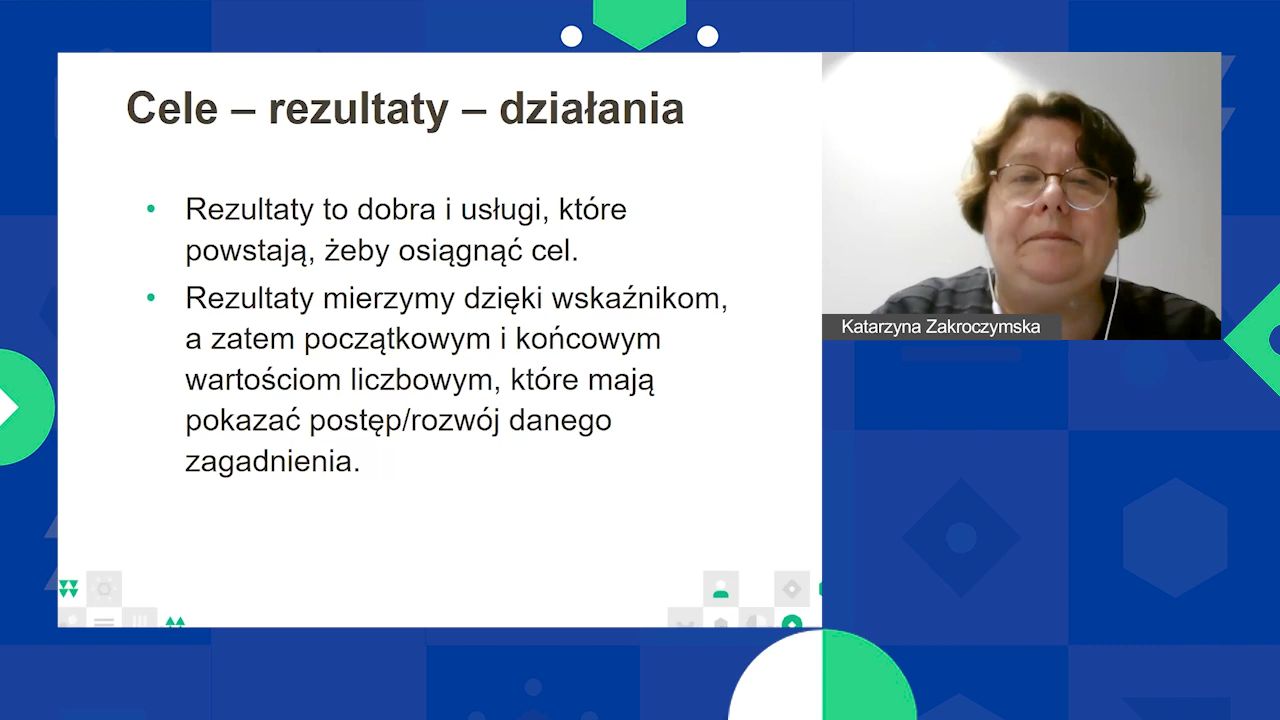 Cele – rezultaty – działania
Rezultaty to dobra i usługi, które
powstają, żeby osiągnąć cel.
Rezultaty mierzymy dzięki wskaźnikom,
a zatem początkowym i końcowym
wartościom liczbowym, które mają
pokazać postęp/rozwój danego
zagadnienia.
Katarzyna Zakroczymska